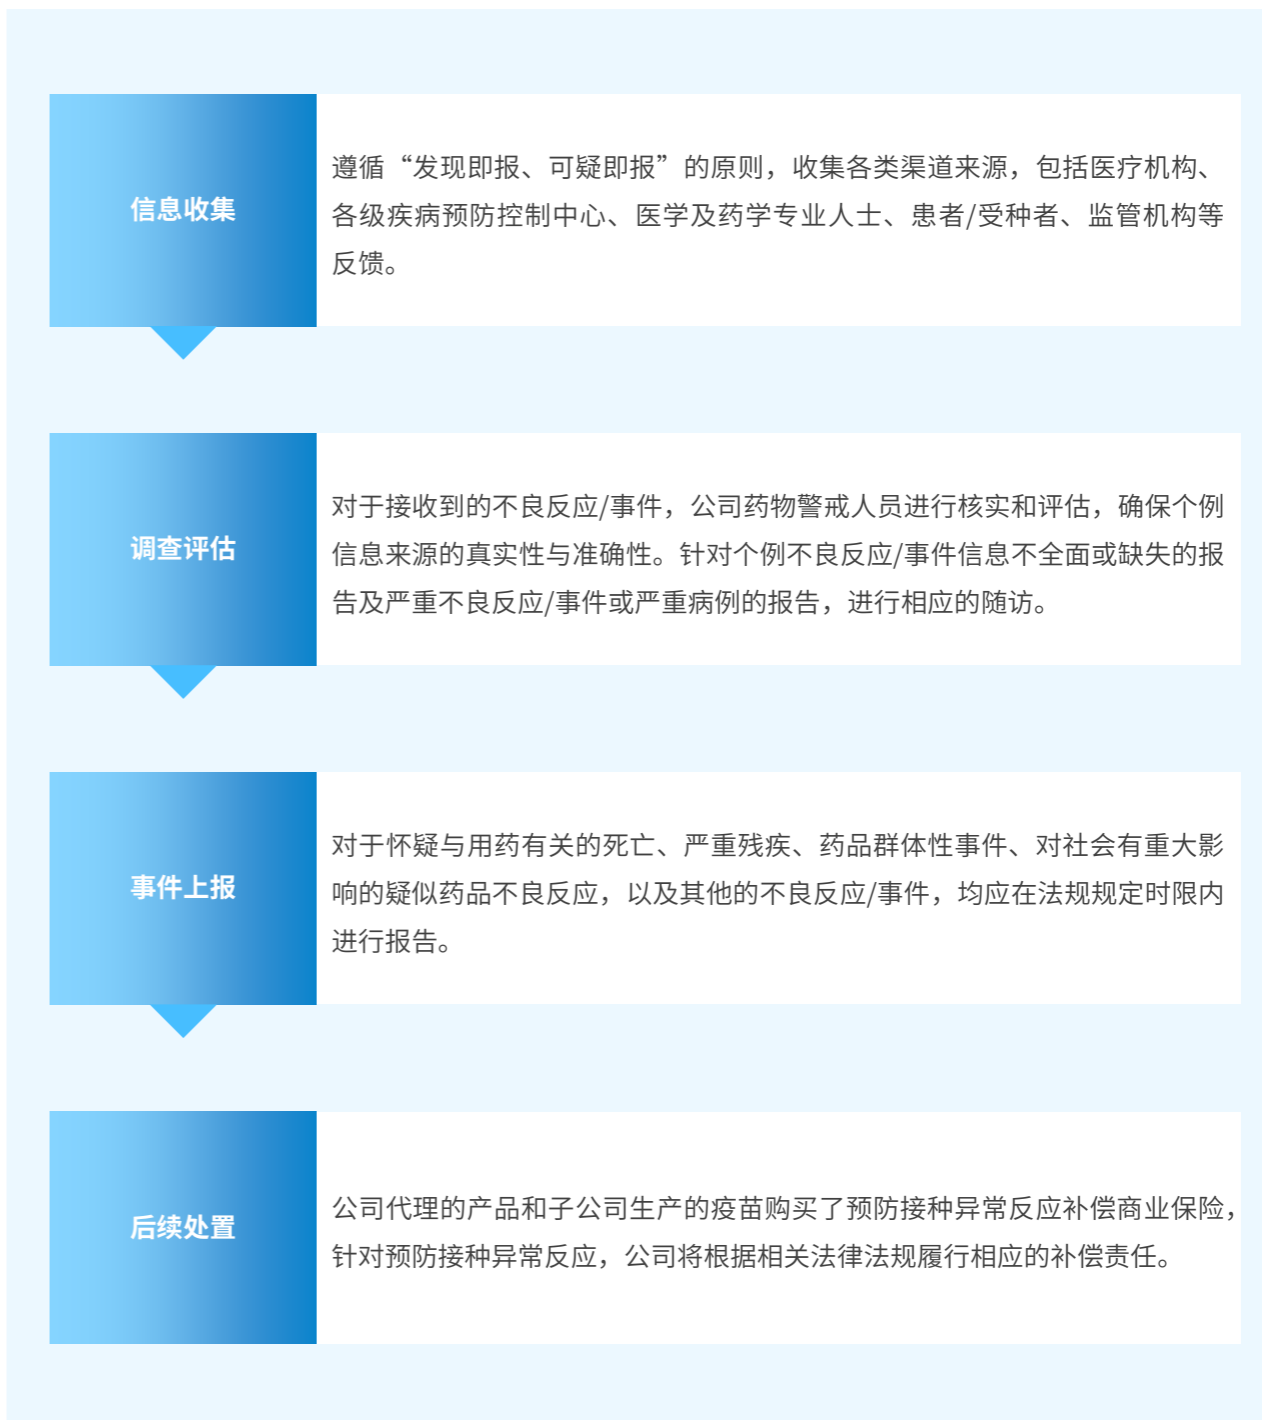 信息收集
遵循“发现即报、可疑即报”的原则，收集各类渠道来源，包括医疗机构、
各级疾病预防控制中心、医学及药学专业人士、患者/受种者、监管机构等
反馈。
调查评估
对于接收到的不良反应/事件，公司药物警戒人员进行核实和评估，确保个例
信息来源的真实性与准确性。针对个例不良反应/事件信息不全面或缺失的报
告及严重不良反应/事件或严重病例的报告，进行相应的随访。
事件上报
对于怀疑与用药有关的死亡、严重残疾、药品群体性事件、对社会有重大影
响的疑似药品不良反应，以及其他的不良反应/事件，均应在法规规定时限内
进行报告。
后续处置
公司代理的产品和子公司生产的疫苗购买了预防接种异常反应补偿商业保险，
针对预防接种异常反应，公司将根据相关法律法规履行相应的补偿责任。